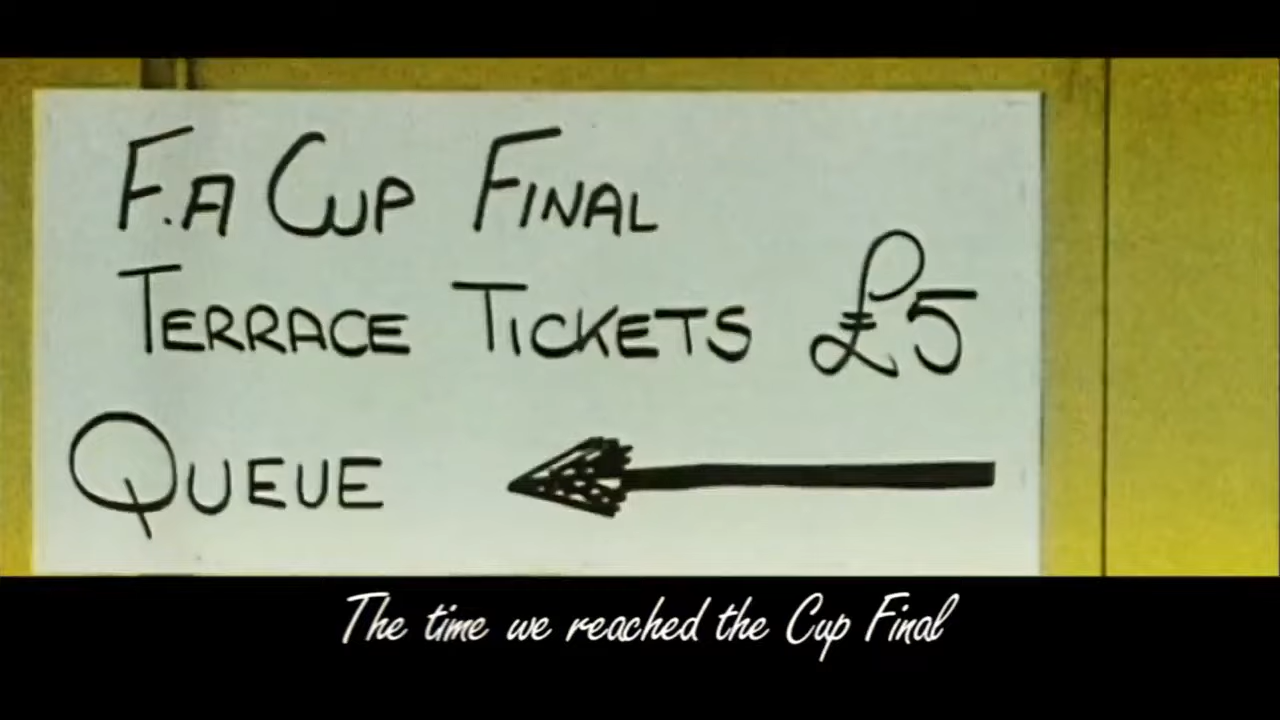 F.A CUP FINAL
TERRACE TICKETS £5
QUEUE
The time we reached the Cup Final